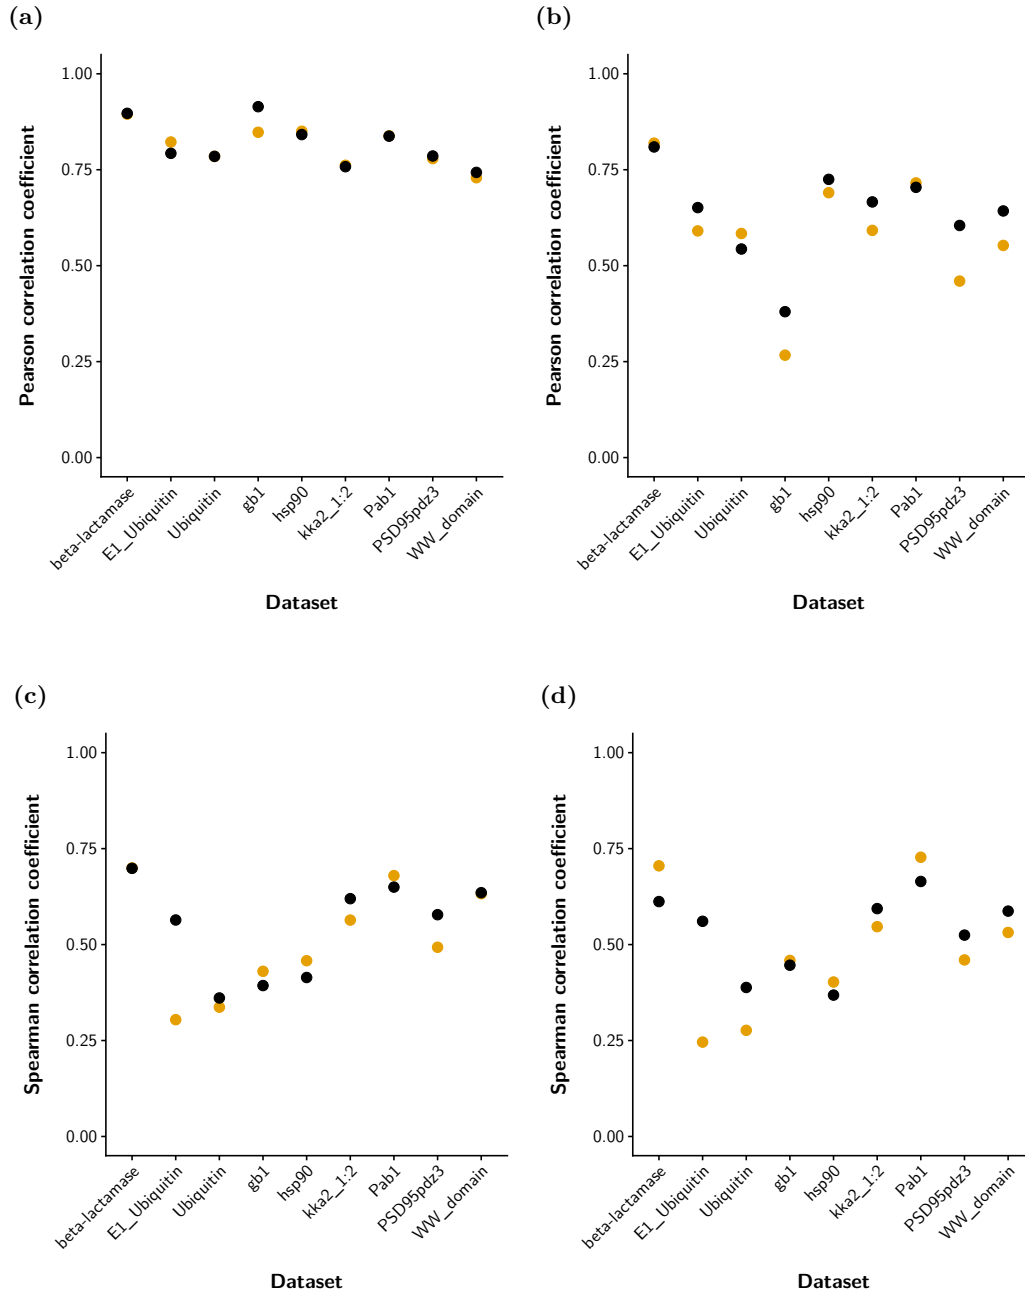 (a)
Pearson correlation coefficient
1.00
0.75
0.50
0.25
0.00
beta-lactamase
E1_Ubiquitin
Ubiquitin
gb1
hsp90
kka2_1:2
Pab1
PSD95pdz3
WW_domain
Dataset
(b)
Pearson correlation coefficient
1.00
0.75
0.50
0.25
0.00
beta-lactamase
E1_Ubiquitin
Ubiquitin
gb1
hsp90
kka2_1:2
Pab1
PSD95pdz3
WW_domain
Dataset
(c)
Spearman correlation coefficient
1.00
0.75
0.50
0.25
0.00
beta-lactamase
E1_Ubiquitin
Ubiquitin
gb1
hsp90
kka2_1:2
Pab1
PSD95pdz3
WW_domain
Dataset
(d)
Spearman correlation coefficient
1.00
0.75
0.50
0.25
0.00
beta-lactamase
E1_Ubiquitin
Ubiquitin
gb1
hsp90
kka2_1:2
Pab1
PSD95pdz3
WW_domain
Dataset